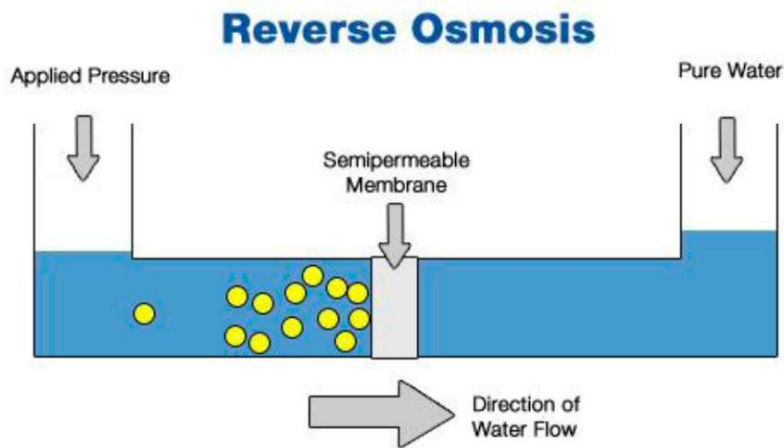 Reverse Osmosis
Applied Pressure
Pure Water
Semipermeable
Membrane
Direction of
Water Flow